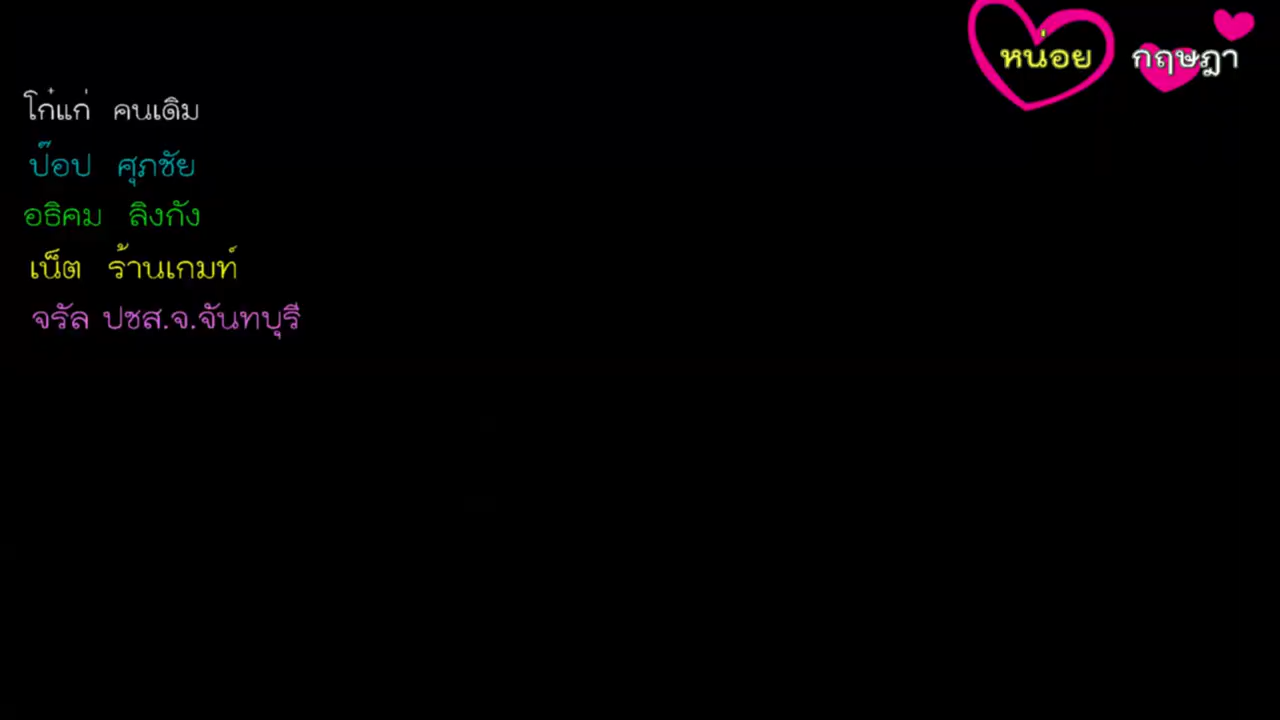 หน่อย กฤษฎา
โก๋แก่ คนเดิม
ป๊อป ศุภชัย
อธิคม ลิงกัง
เน็ต ร้านเกมท์
จรัล ปชส.จ.จันทบุรี